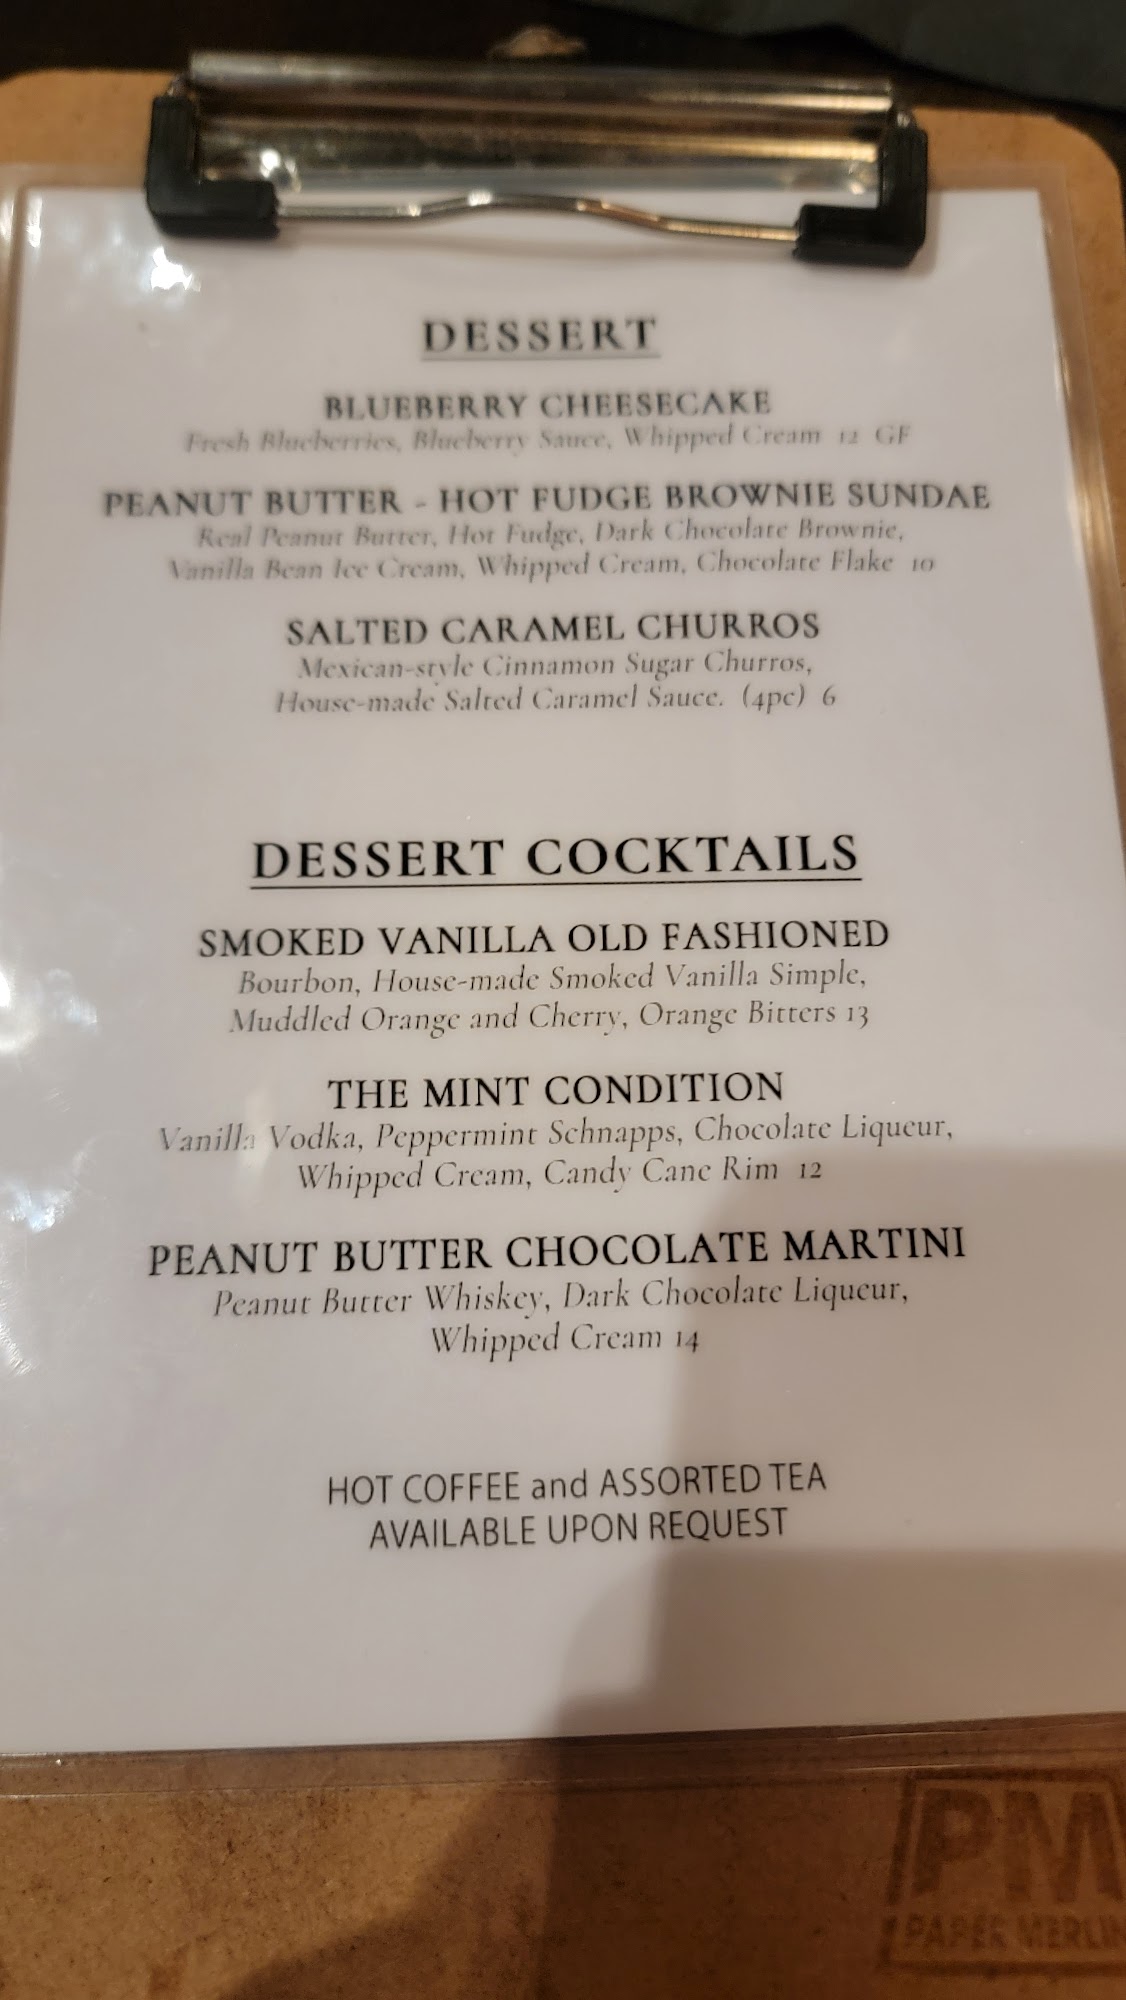 DESSERT
BLUEBERRY CHEESECAKE
Fresh Blueberries, Blueberry Sauce, Whipped Cream 12 GF
PEANUT BUTTER - HOT FUDGE BROWNIE SUNDAE
Real Peanut Butter, Hot Fudge, Dark Chocolate Brownie,
Vanilla Bean Ice Cream, Whipped Cream, Chocolate Flake 10
SALTED CARAMEL CHURROS
Mexican-style Cinnamon Sugar Churros,
House-made Salted Caramel Sauce. (4pc) 6
DESSERT COCKTAILS
SMOKED VANILLA OLD FASHIONED
Bourbon, House-made Smoked Vanilla Simple,
Muddled Orange and Cherry, Orange Bitters 13
THE MINT CONDITION
Vanilla Vodka, Peppermint Schnapps, Chocolate Liqueur,
Whipped Cream, Candy Cane Rim 12
PEANUT BUTTER CHOCOLATE MARTINI
Peanut Butter Whiskey, Dark Chocolate Liqueur,
Whipped Cream 14
HOT COFFEE and ASSORTED TEA
AVAILABLE UPON REQUEST
PM
PAPER MERLIN